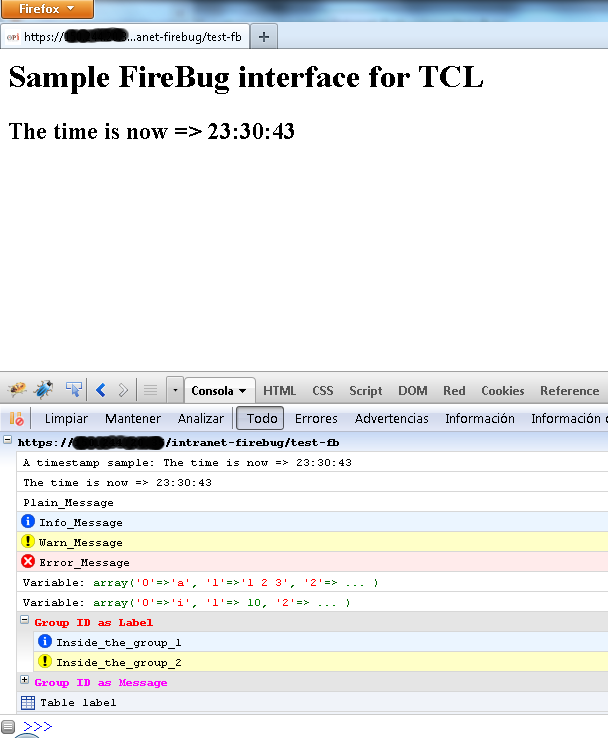 Firefox
https:// ...anet-firebug/test-fb
Sample FireBug interface for TCL
The time is now => 23:30:43
Consola HTML CSS Script DOM Red Cookies Reference
Limpiar Mantener Analizar Todo Errores Advertencias Información Información
https:// /intranet-firebug/test-fb
A timestamp sample: The time is now => 23:30:43
The time is now => 23:30:43
Plain_Message
Info_Message
Warn_Message
Error_Message
Variable: array('0'=>'a', '1'=>'1 2 3', '2'=> ... )
Variable: array('0'=>'i', '1'=> 10, '2'=> ... )
Group ID as Label
Inside_the_group_1
Inside_the_group_2
Group ID as Message
Table label
>>>